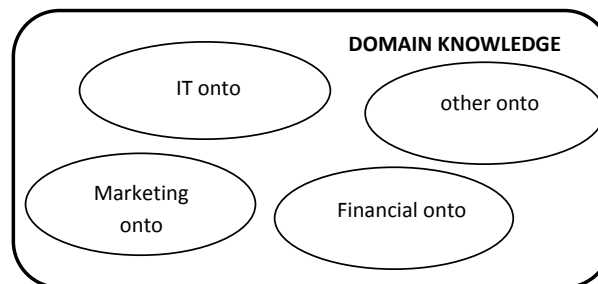 DOMAIN KNOWLEDGE
IT onto
other onto
Marketing
onto
Financial onto